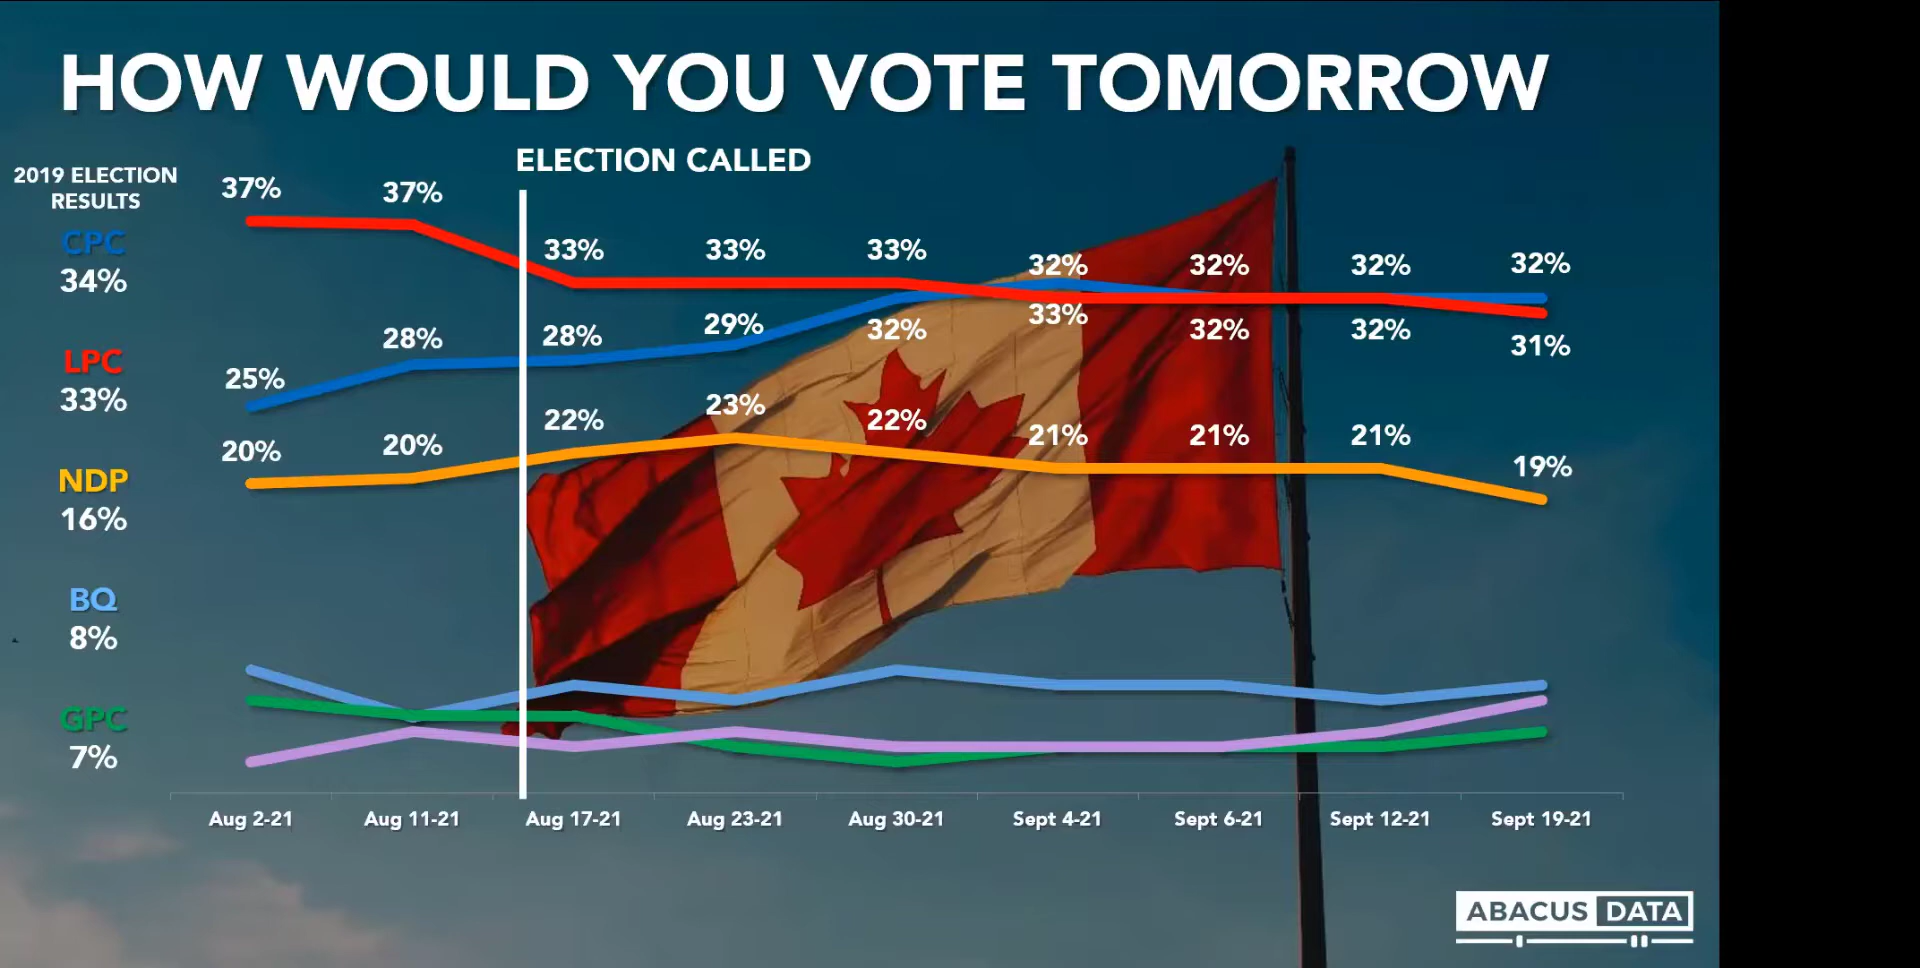 HOW WOULD YOU VOTE TOMORROW
ELECTION CALLED
2019 ELECTION
RESULTS
CPC
34%
LPC
33%
NDP
16%
BQ
8%
GPC
7%
37% 37% 33% 33% 33% 32% 32% 32% 32%
25% 28% 28% 29% 32% 33% 32% 32% 31%
20% 20% 22% 23% 22% 21% 21% 21% 19%
Aug 2-21 Aug 11-21 Aug 17-21 Aug 23-21 Aug 30-21 Sept 4-21 Sept 6-21 Sept 12-21 Sept 19-21
ABACUS DATA